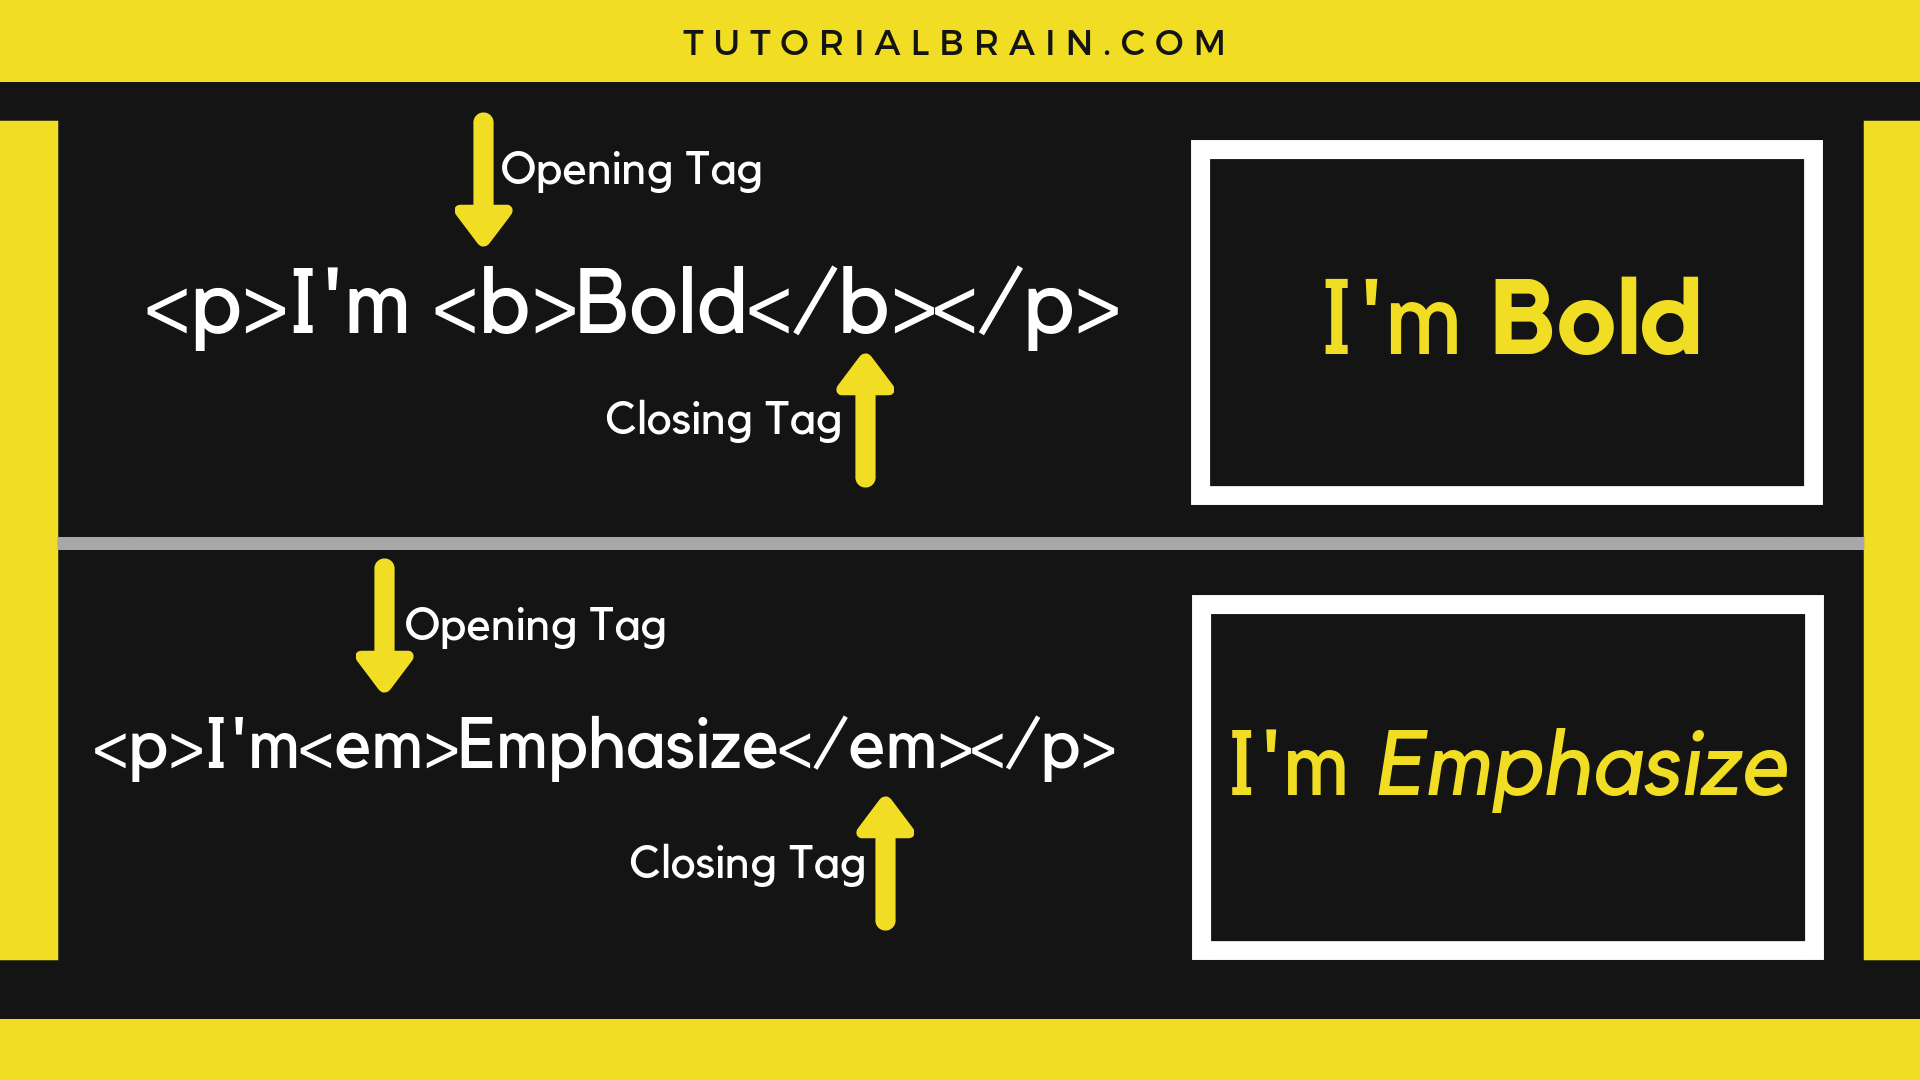 TUTORIALBRAIN.COM
Opening Tag
<p>I'm <b>Bold</b></p>
Closing Tag
I'm Bold
Opening Tag
<p>I'm<em>Emphasize</em></p>
Closing Tag
I'm Emphasize